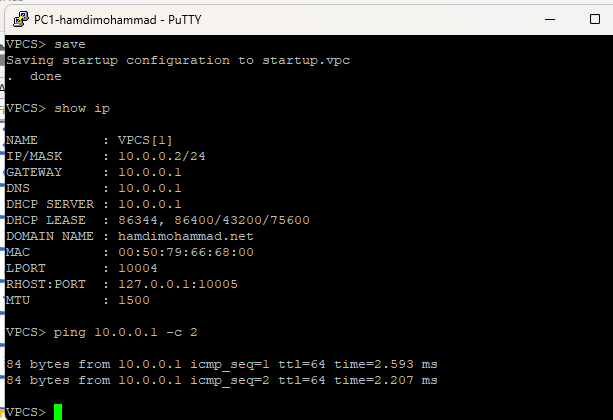 PC1-hamdimohammad - PuTTY
VPCS> save
Saving startup configuration to startup.vpc
.  done
VPCS> show ip
NAME        : VPCS[1]
IP/MASK     : 10.0.0.2/24
GATEWAY     : 10.0.0.1
DNS         : 10.0.0.1
DHCP SERVER : 10.0.0.1
DHCP LEASE  : 86344, 86400/43200/75600
DOMAIN NAME : hamdimohammad.net
MAC         : 00:50:79:66:68:00
LPORT       : 10004
RHOST:PORT  : 127.0.0.1:10005
MTU         : 1500
VPCS> ping 10.0.0.1 -c 2
84 bytes from 10.0.0.1 icmp_seq=1 ttl=64 time=2.593 ms
84 bytes from 10.0.0.1 icmp_seq=2 ttl=64 time=2.207 ms
VPCS>